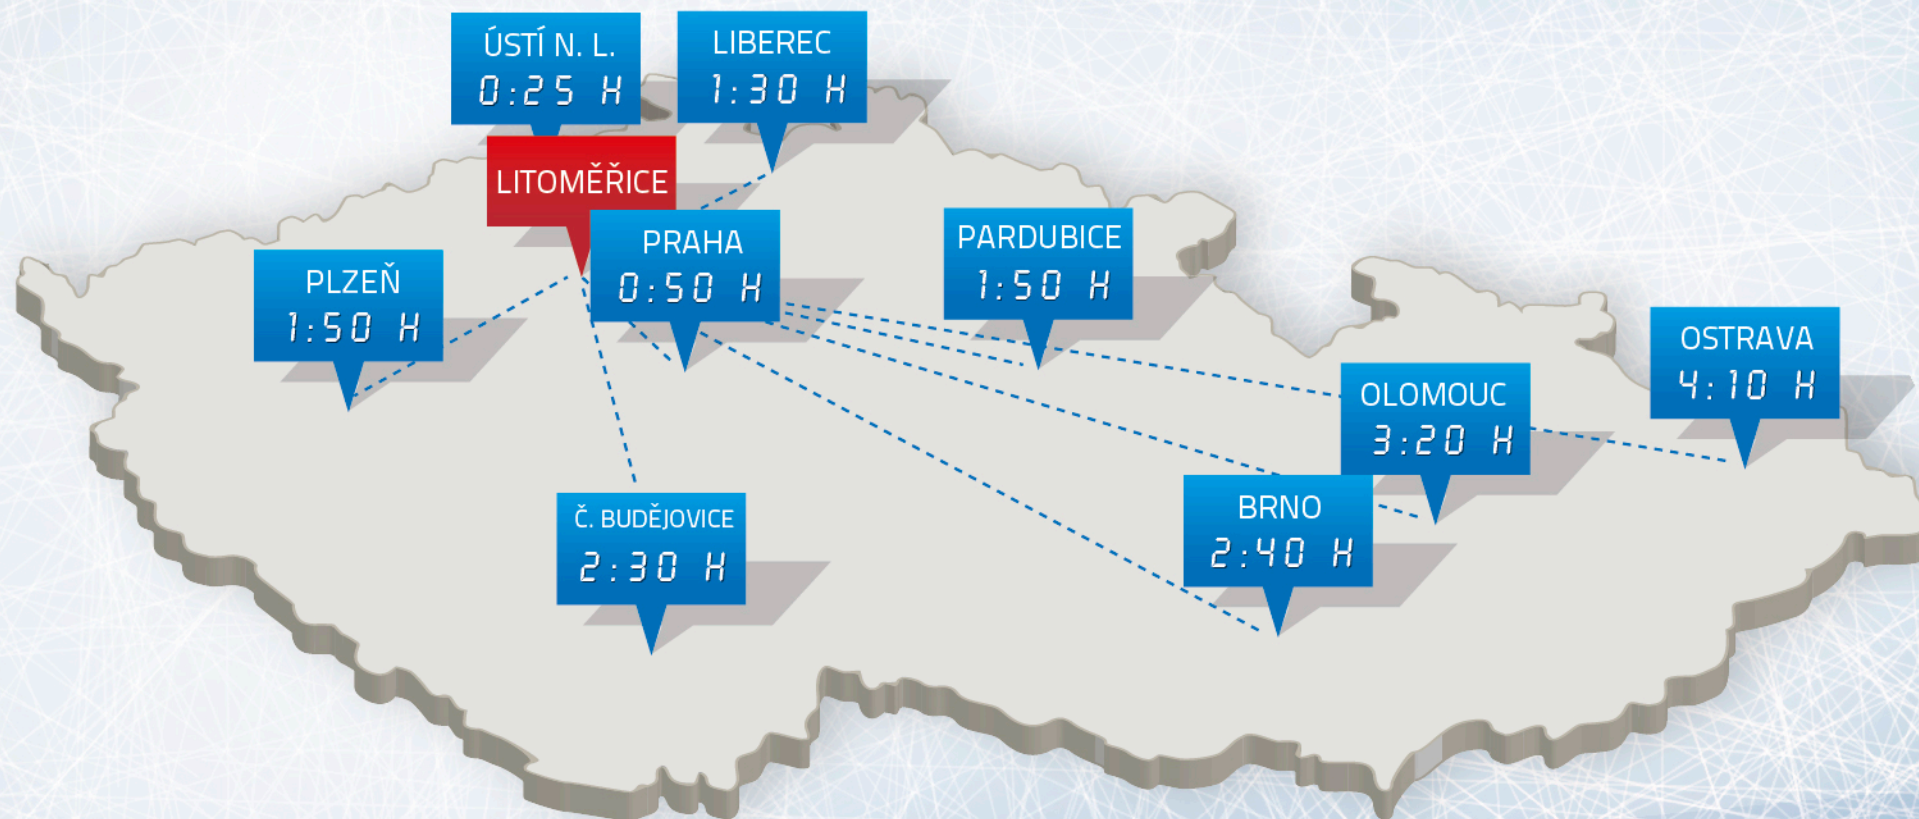 ÚSTÍ N. L.
0:25 H
LIBEREC
1:30 H
LITOMĚŘICE
PRAHA
0:50 H
PARDUBICE
1:50 H
PLZEŇ
1:50 H
OSTRAVA
4:10 H
OLOMOUC
3:20 H
BRNO
2:40 H
Č. BUDĚJOVICE
2:30 H